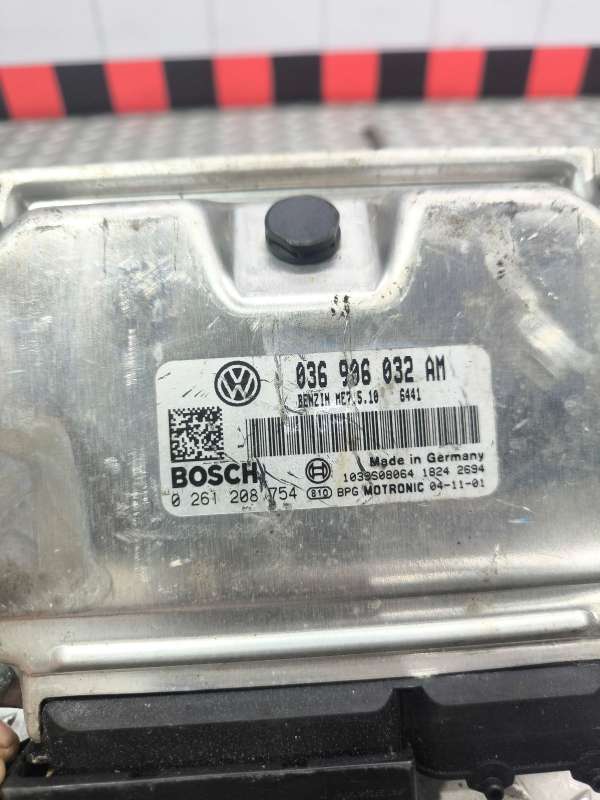 036 906 032 AM
BENZIN ME7.5.10 6441
Made in Germany
BOSCH 1039S08064 1824 2694
0 261 208 754 810 BPG MOTRONIC 04-11-01